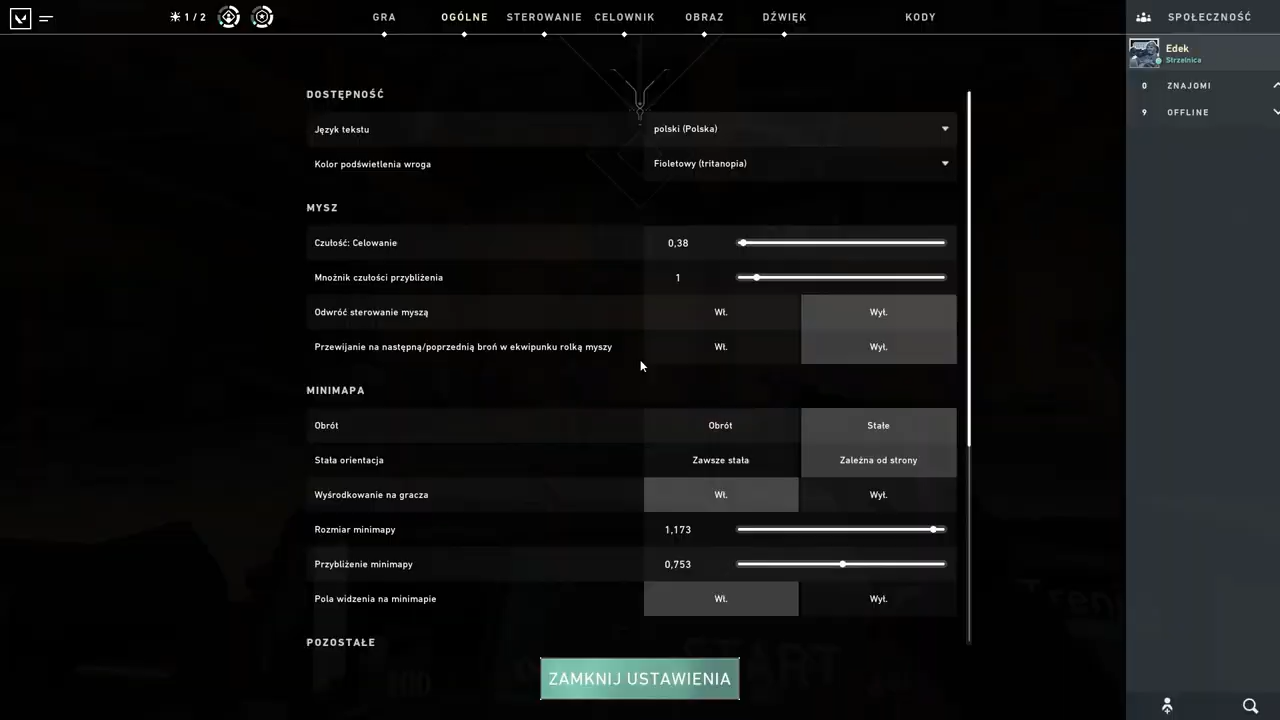 1 / 2
GRA
OGÓLNE
STEROWANIE
CELOWNIK
OBRAZ
DŹWIĘK
KODY
SPOŁECZNOŚĆ
Edek
Strzelnica
0 ZNAJOMI
9 OFFLINE
DOSTĘPNOŚĆ
Język tekstu polski (Polska)
Kolor podświetlenia wroga Fioletowy (tritanopia)
MYSZ
Czułość: Celowanie 0,38
Mnożnik czułości przybliżenia 1
Odwróć sterowanie myszą Wł. Wył.
Przewijanie na następną/poprzednią broń w ekwipunku rolką myszy Wł. Wył.
MINIMAPA
Obrót Obrót Stałe
Stała orientacja Zawsze stała Zależna od strony
Wyśrodkowanie na gracza Wł. Wył.
Rozmiar minimapy 1,173
Przybliżenie minimapy 0,753
Pola widzenia na minimapie Wł. Wył.
POZOSTAŁE
ZAMKNIJ USTAWIENIA